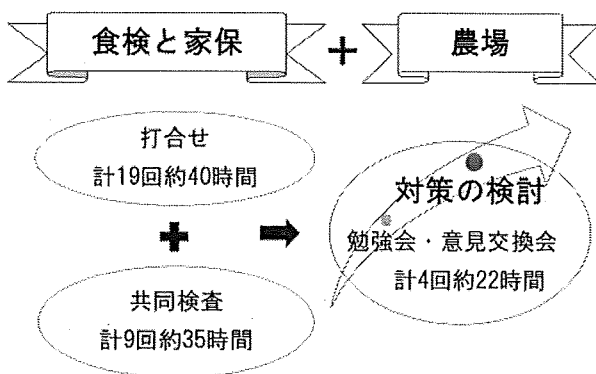 食検と家保
+
農場
打合せ
計19回約40時間
+
共同検査
計9回約35時間
対策の検討
勉強会・意見交換会
計4回約22時間